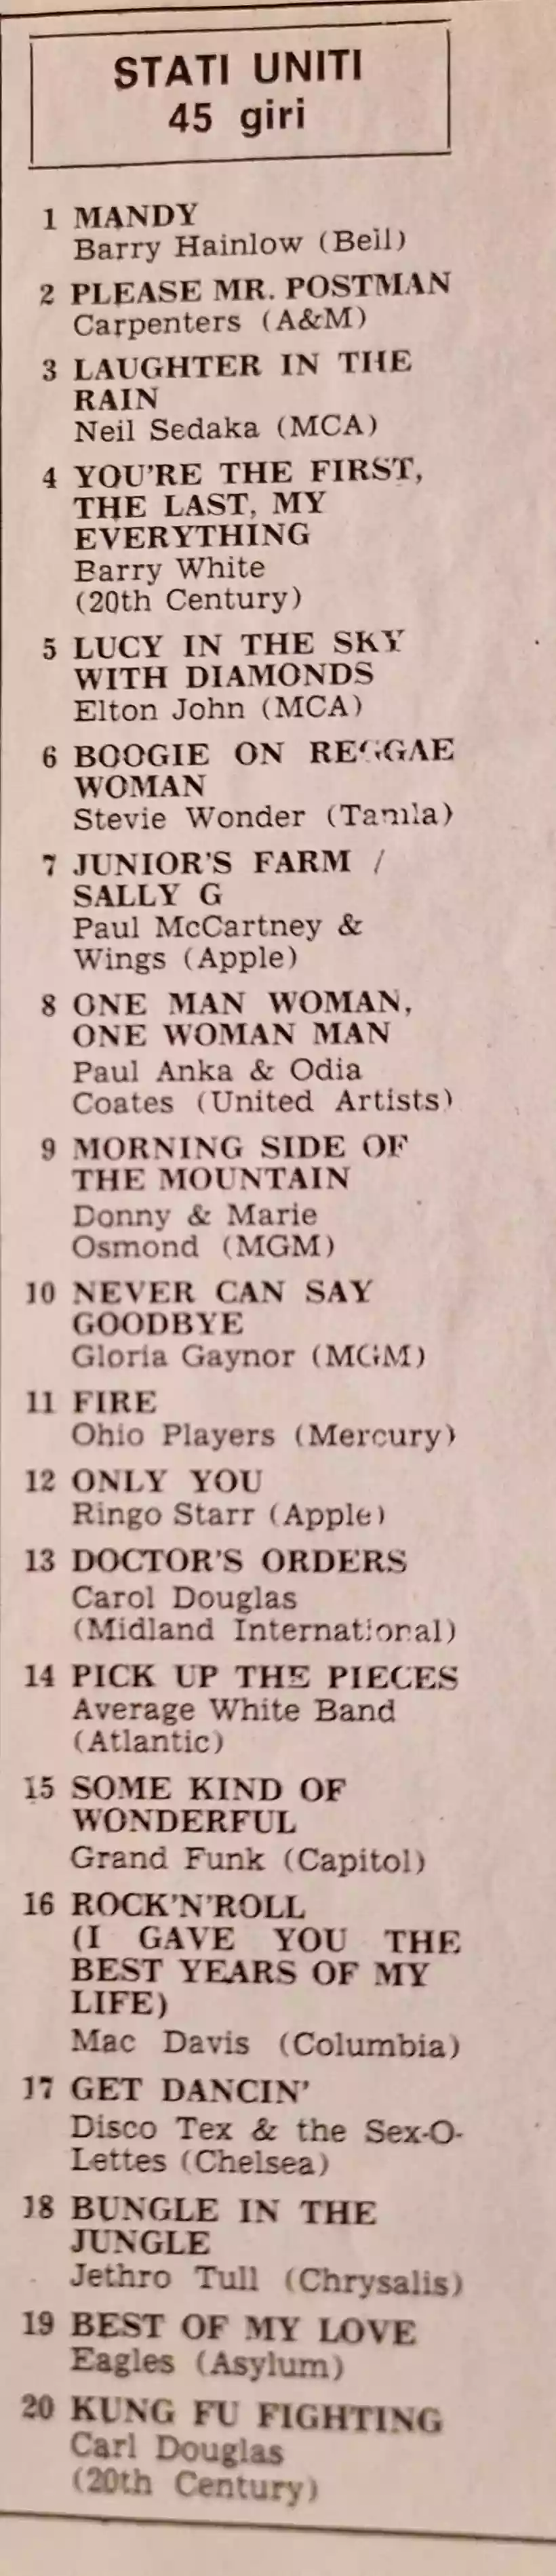 STATI UNITI
45 giri
1 MANDY
Barry Hainlow (Bell)
2 PLEASE MR. POSTMAN
Carpenters (A&M)
3 LAUGHTER IN THE
RAIN
Neil Sedaka (MCA)
4 YOU'RE THE FIRST,
THE LAST, MY
EVERYTHING
Barry White
(20th Century)
5 LUCY IN THE SKY
WITH DIAMONDS
Elton John (MCA)
6 BOOGIE ON REGGAE
WOMAN
Stevie Wonder (Tamla)
7 JUNIOR'S FARM /
SALLY G
Paul McCartney &
Wings (Apple)
8 ONE MAN WOMAN,
ONE WOMAN MAN
Paul Anka & Odia
Coates (United Artists)
9 MORNING SIDE OF
THE MOUNTAIN
Donny & Marie
Osmond (MGM)
10 NEVER CAN SAY
GOODBYE
Gloria Gaynor (MGM)
11 FIRE
Ohio Players (Mercury)
12 ONLY YOU
Ringo Starr (Apple)
13 DOCTOR'S ORDERS
Carol Douglas
(Midland International)
14 PICK UP THE PIECES
Average White Band
(Atlantic)
15 SOME KIND OF
WONDERFUL
Grand Funk (Capitol)
16 ROCK'N'ROLL
(I GAVE YOU THE
BEST YEARS OF MY
LIFE)
Mac Davis (Columbia)
17 GET DANCIN'
Disco Tex & the Sex-O-
Lettes (Chelsea)
18 BUNGLE IN THE
JUNGLE
Jethro Tull (Chrysalis)
19 BEST OF MY LOVE
Eagles (Asylum)
20 KUNG FU FIGHTING
Carl Douglas
(20th Century)